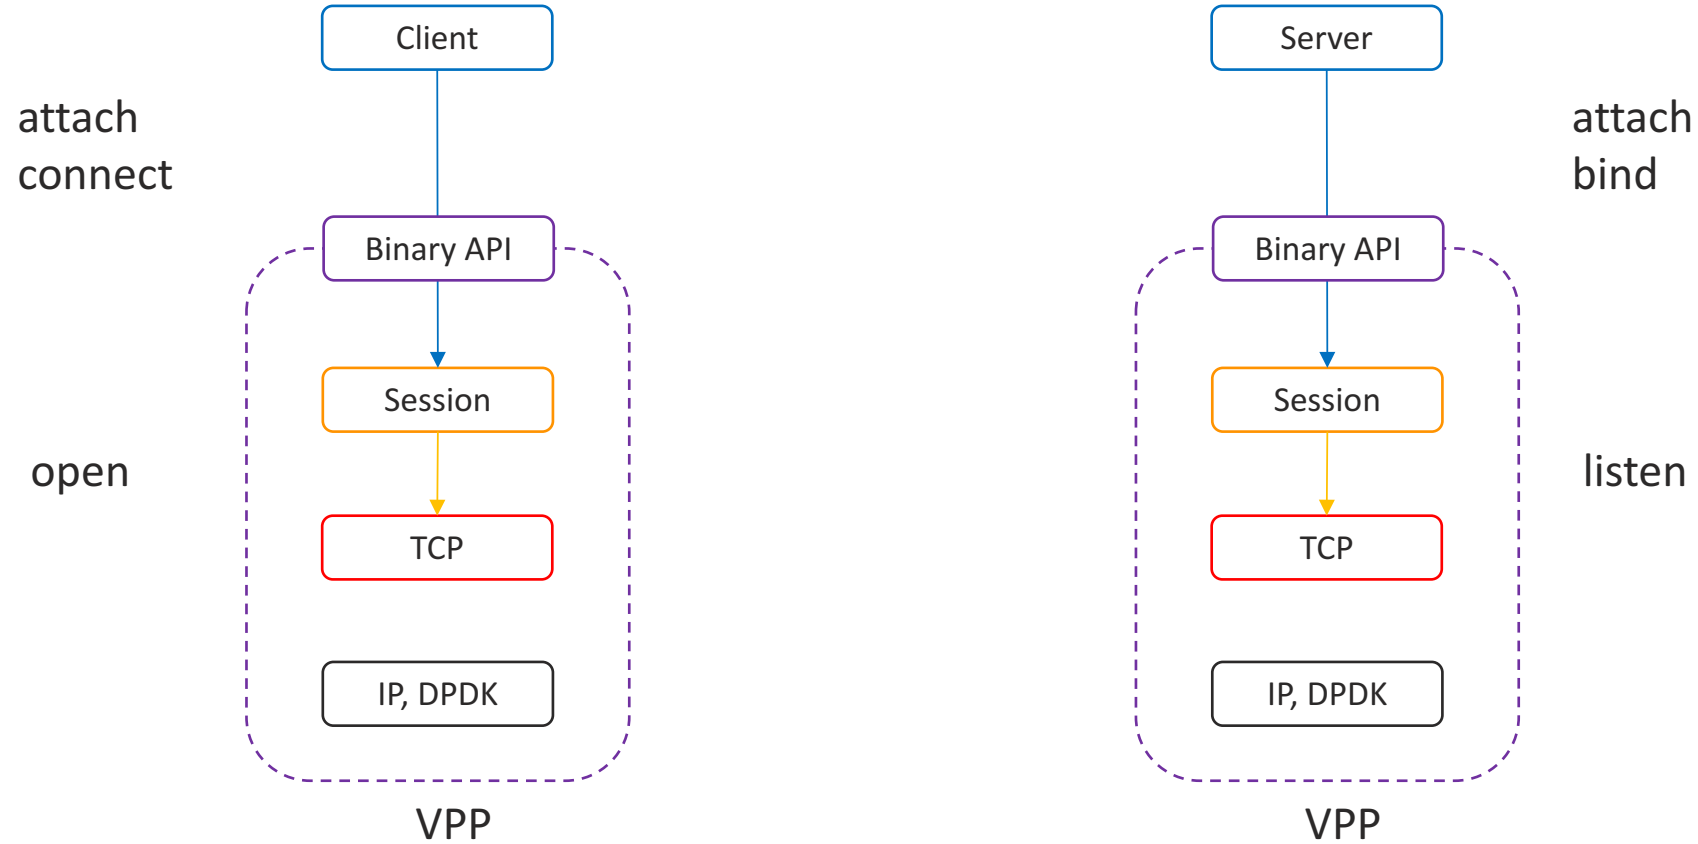 Client
attach
connect
Binary API
Session
open
TCP
IP, DPDK
VPP
Server
attach
bind
Binary API
Session
listen
TCP
IP, DPDK
VPP